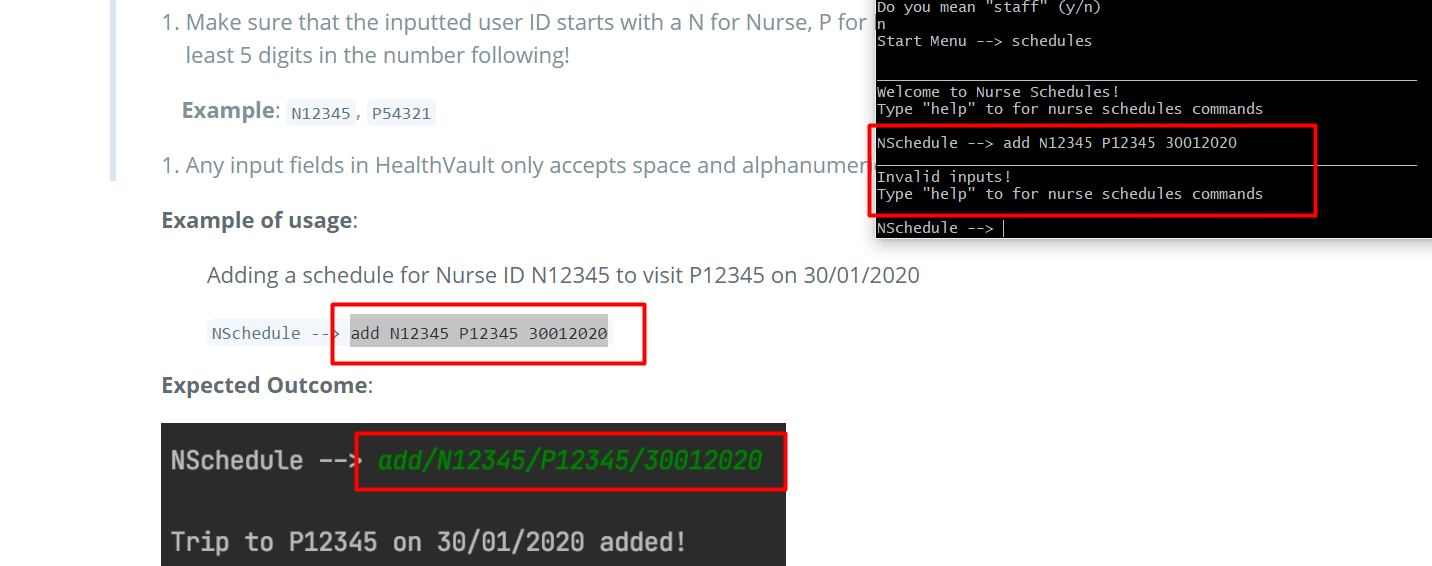 1. Make sure that the inputted user ID starts with a N for Nurse, P for
least 5 digits in the number following!
Example: N12345, P54321
1. Any input fields in HealthVault only accepts space and alphanumer
Example of usage:
Adding a schedule for Nurse ID N12345 to visit P12345 on 30/01/2020
NSchedule --> add N12345 P12345 30012020
Expected Outcome:
NSchedule --> add/N12345/P12345/30012020
Trip to P12345 on 30/01/2020 added!
Do you mean "staff" (y/n)
n
Start Menu --> schedules
Welcome to Nurse Schedules!
Type "help" to for nurse schedules commands
NSchedule --> add N12345 P12345 30012020
Invalid inputs!
Type "help" to for nurse schedules commands
NSchedule -->